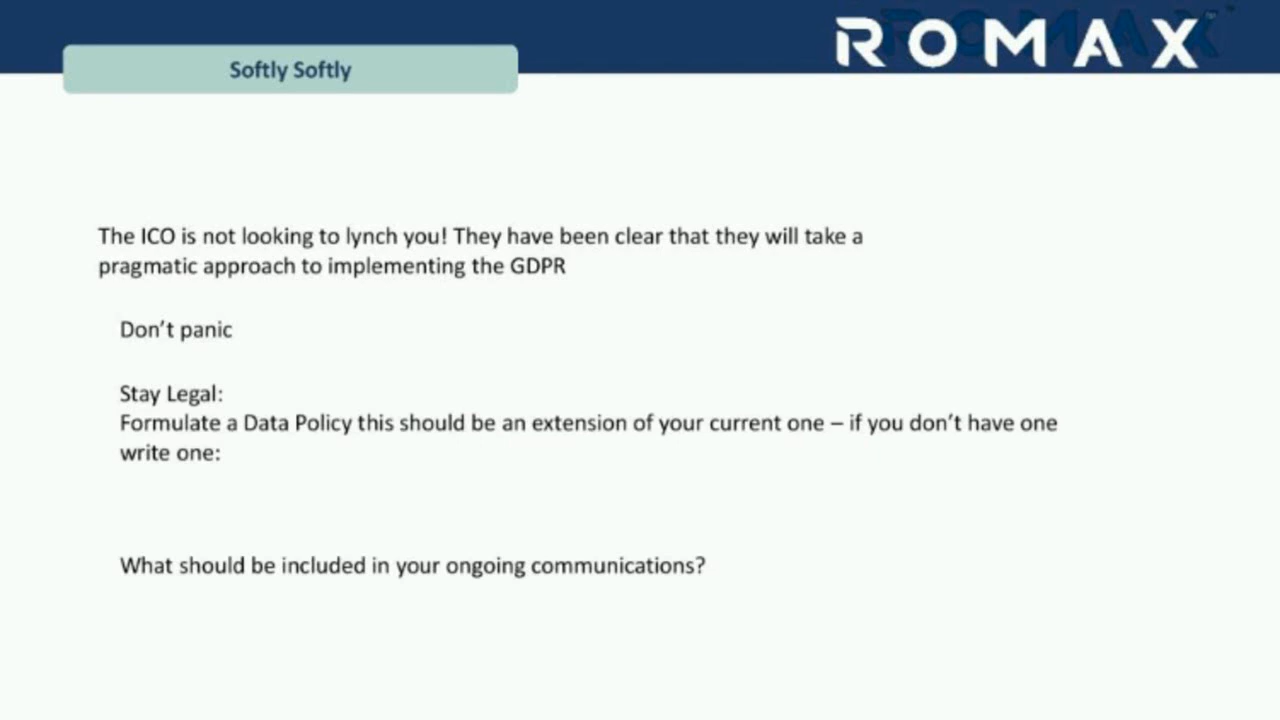 ROMAX
Softly Softly
The ICO is not looking to lynch you! They have been clear that they will take a
pragmatic approach to implementing the GDPR
Don’t panic
Stay Legal:
Formulate a Data Policy this should be an extension of your current one – if you don’t have one
write one:
What should be included in your ongoing communications?